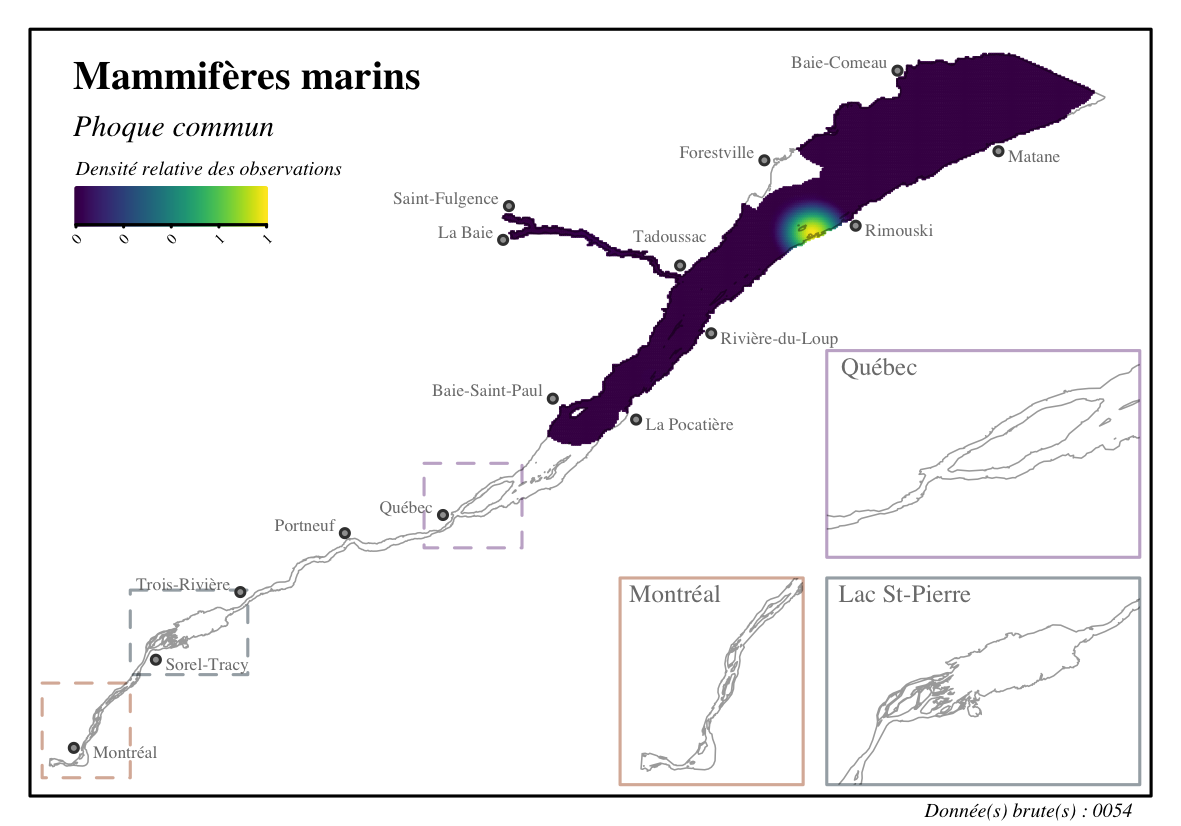 Mammifères marins
Phoque commun
Densité relative des observations
0 0 0 1 1
Baie-Comeau
Forestville
Matane
Saint-Fulgence
La Baie
Tadoussac
Rimouski
Rivière-du-Loup
Baie-Saint-Paul
La Pocatière
Québec
Québec
Portneuf
Trois-Rivière
Montréal
Lac St-Pierre
Sorel-Tracy
Montréal
Donnée(s) brute(s) : 0054